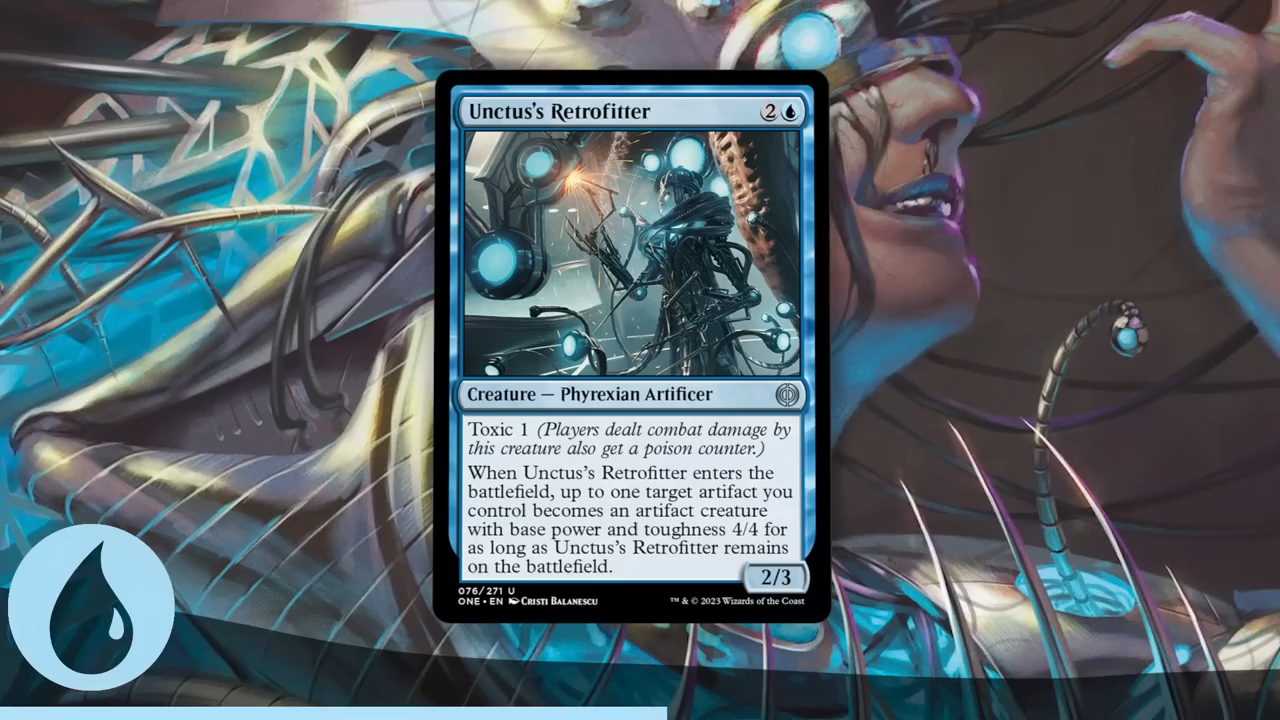 Unctus's Retrofitter 2
Creature — Phyrexian Artificer
Toxic 1 (Players dealt combat damage by
this creature also get a poison counter.)
When Unctus's Retrofitter enters the
battlefield, up to one target artifact you
control becomes an artifact creature
with base power and toughness 4/4 for
as long as Unctus's Retrofitter remains
on the battlefield.
2/3
076/271 U
ONE • EN Cristi Balanescu
™ & © 2023 Wizards of the Coast